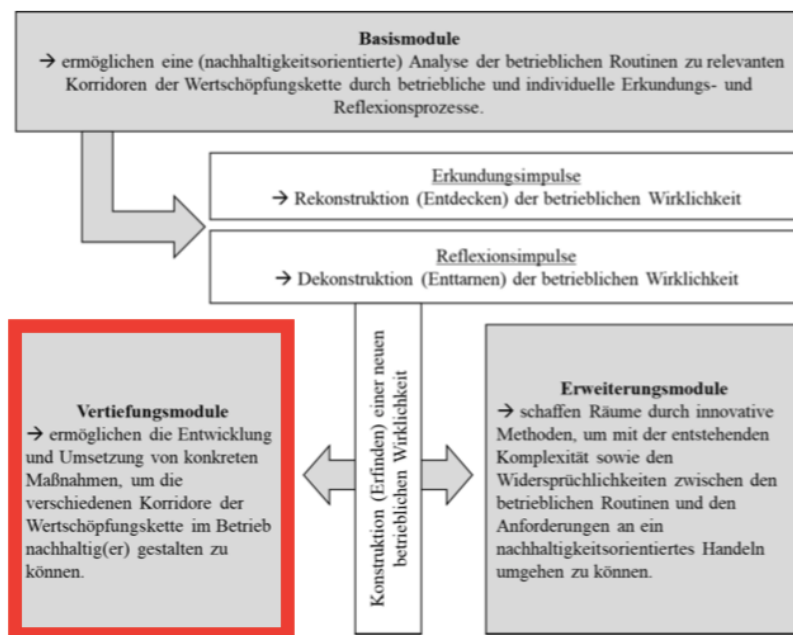 Basismodule
→ ermöglichen eine (nachhaltigkeitsorientierte) Analyse der betrieblichen Routinen zu relevanten
Korridoren der Wertschöpfungskette durch betriebliche und individuelle Erkundungs- und
Reflexionsprozesse.
Erkundungsimpulse
→ Rekonstruktion (Entdecken) der betrieblichen Wirklichkeit
Reflexionsimpulse
→ Dekonstruktion (Enttarnen) der betrieblichen Wirklichkeit
Vertiefungsmodule
→ ermöglichen die Entwicklung
und Umsetzung von konkreten
Maßnahmen, um die
verschiedenen Korridore der
Wertschöpfungskette im Betrieb
nachhaltig(er) gestalten zu
können.
Konstruktion (Erfinden) einer neuen
betrieblichen Wirklichkeit
Erweiterungsmodule
→ schaffen Räume durch innovative
Methoden, um mit der entstehenden
Komplexität sowie den
Widersprüchlichkeiten zwischen den
betrieblichen Routinen und den
Anforderungen an ein
nachhaltigkeitsorientiertes Handeln
umgehen zu können.